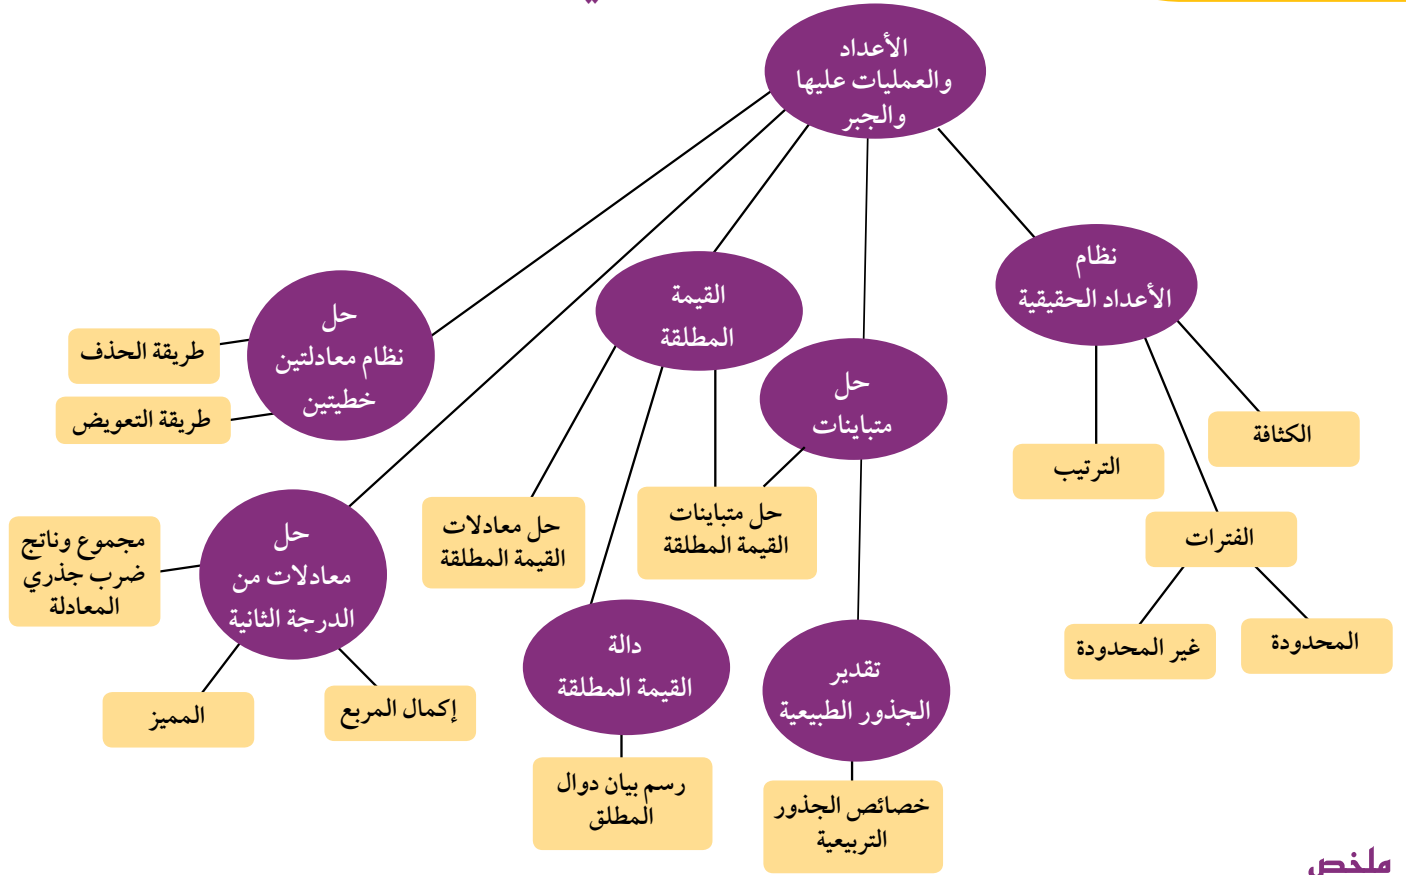 الأعداد
والعمليات عليها
والجبر
نظام
الأعداد الحقيقية
الكثافة
الترتيب
الفترات
المحدودة
غير المحدودة
حل
متباينات
القيمة
المطلقة
حل متباينات
القيمة المطلقة
حل معادلات
القيمة المطلقة
تقدير
الجذور الطبيعية
خصائص الجذور
التربيعية
دالة
القيمة المطلقة
رسم بيان دوال
المطلق
حل
نظام معادلتين
خطيتين
طريقة الحذف
طريقة التعويض
حل
معادلات من
الدرجة الثانية
مجموع وناتج
ضرب جذري
المعادلة
إكمال المربع
المميز
ملخص